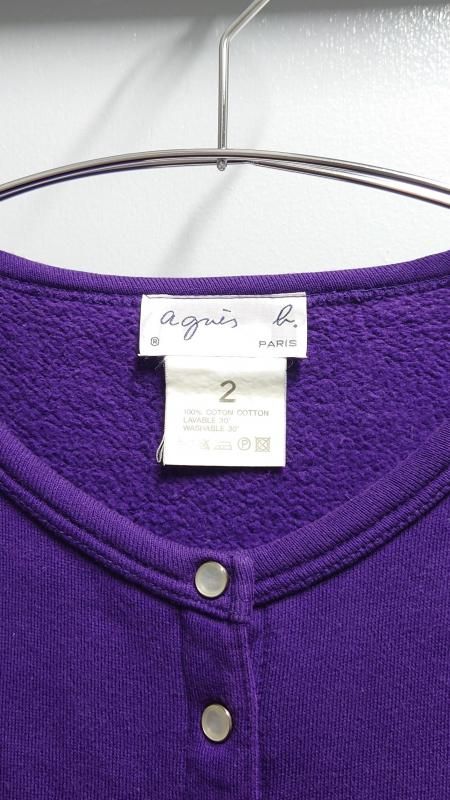 agnès b.
® PARIS
2
100% COTON COTTON
LAVABLE 30°
WASHABLE 30°
P